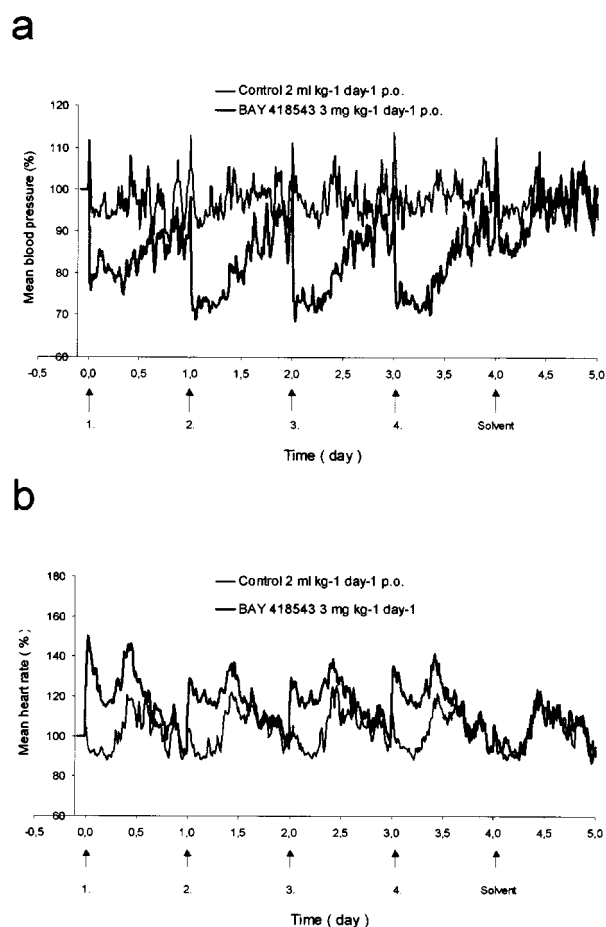 a
Control 2 ml kg-1 day-1 p.o.
BAY 418543 3 mg kg-1 day-1 p.o.
Mean blood pressure (%)
120
110
100
90
80
70
60
-0,5 0,0 0,5 1,0 1,5 2,0 2,5 3,0 3,5 4,0 4,5 5,0
1. 2. 3. 4. Solvent
Time ( day )
b
Control 2 ml kg-1 day-1 p.o.
BAY 418543 3 mg kg-1 day-1
Mean heart rate ( % )
180
160
140
120
100
80
60
-0,5 0,0 0,5 1,0 1,5 2,0 2,5 3,0 3,5 4,0 4,5 5,0
1. 2. 3. 4. Solvent
Time ( day )